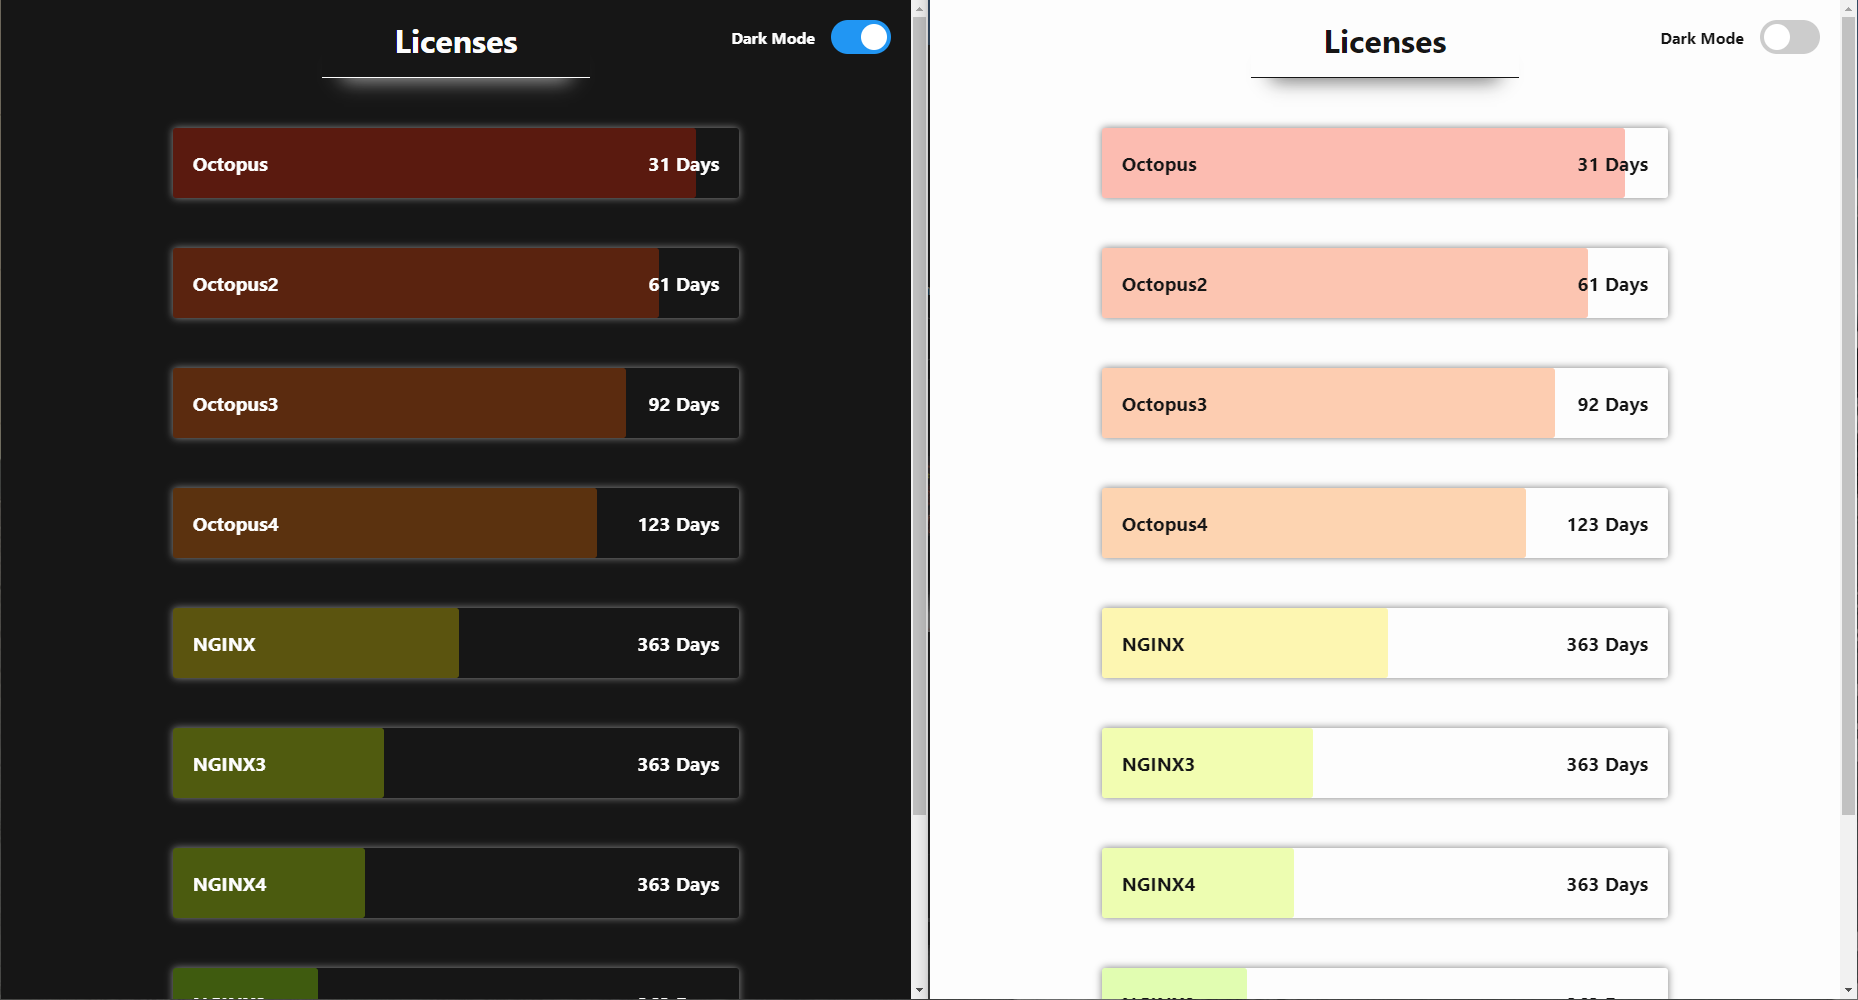 Licenses
Dark Mode
Octopus 31 Days
Octopus2 61 Days
Octopus3 92 Days
Octopus4 123 Days
NGINX 363 Days
NGINX3 363 Days
NGINX4 363 Days
Licenses
Dark Mode
Octopus 31 Days
Octopus2 61 Days
Octopus3 92 Days
Octopus4 123 Days
NGINX 363 Days
NGINX3 363 Days
NGINX4 363 Days